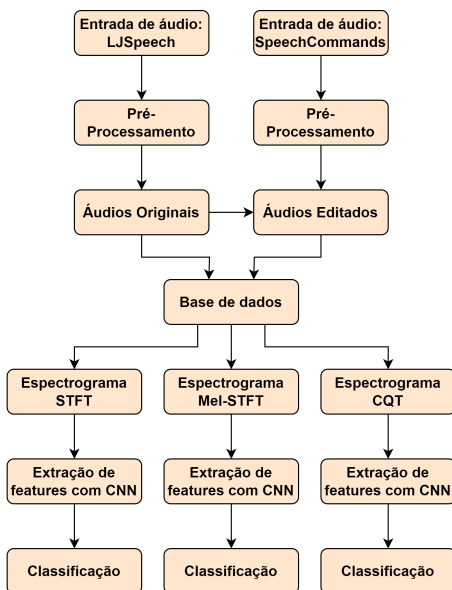 Entrada de áudio:
LJSpeech
Entrada de áudio:
SpeechCommands
Pré-
Processamento
Pré-
Processamento
Áudios Originais
Áudios Editados
Base de dados
Espectrograma
STFT
Espectrograma
Mel-STFT
Espectrograma
CQT
Extração de
features com CNN
Extração de
features com CNN
Extração de
features com CNN
Classificação
Classificação
Classificação